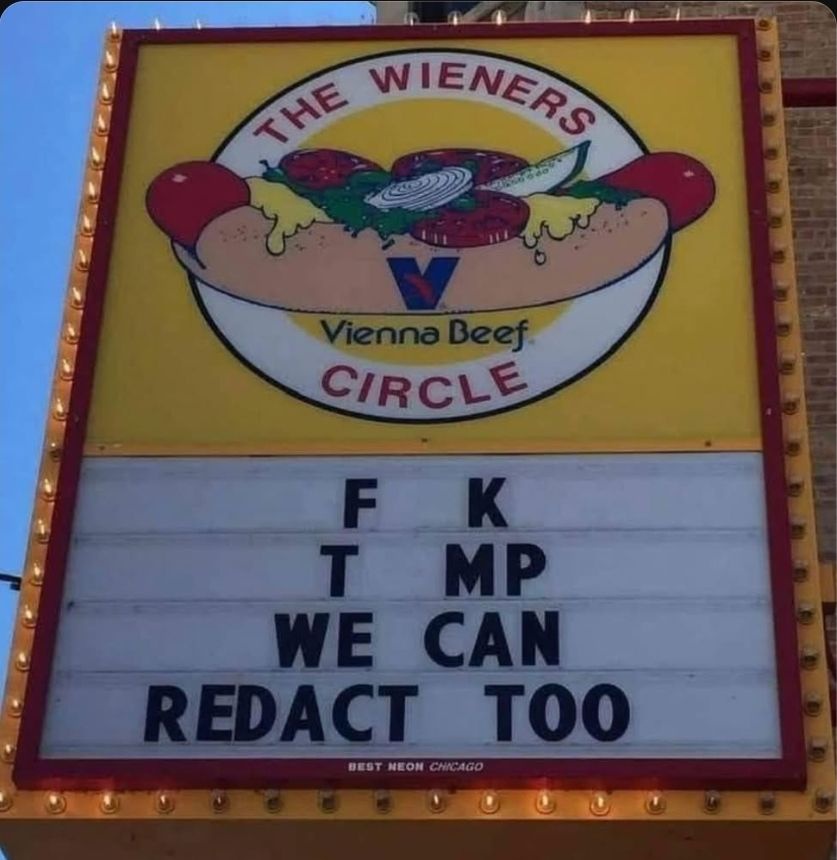 THE WIENERS
V
Vienna Beef
CIRCLE
F K
T MP
WE CAN
REDACT TOO
BEST NEON CHICAGO